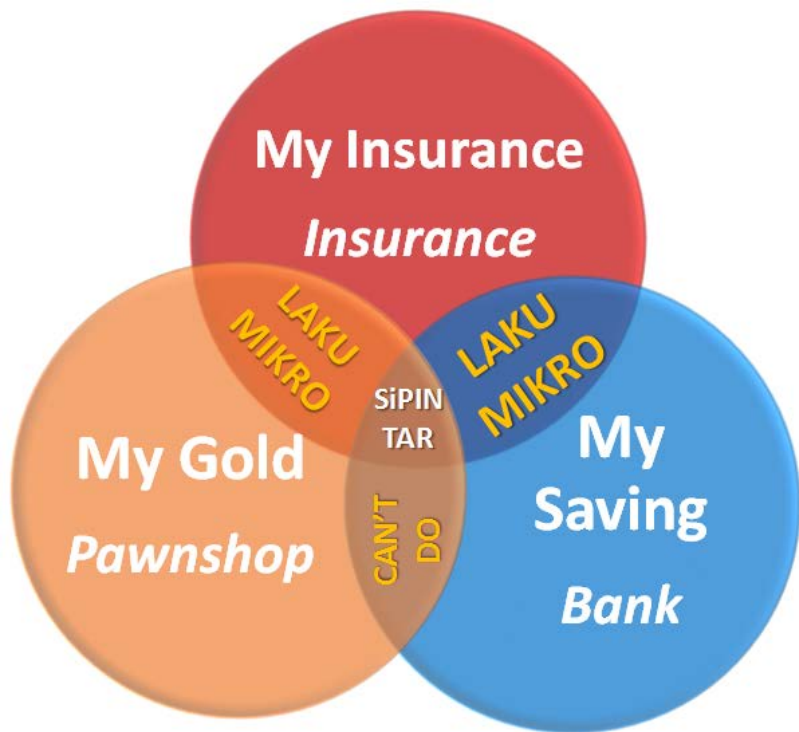 My Insurance
Insurance
LAKU
MIKRO
LAKU
MIKRO
SiPIN
TAR
My Gold
Pawnshop
CAN'T
DO
My
Saving
Bank